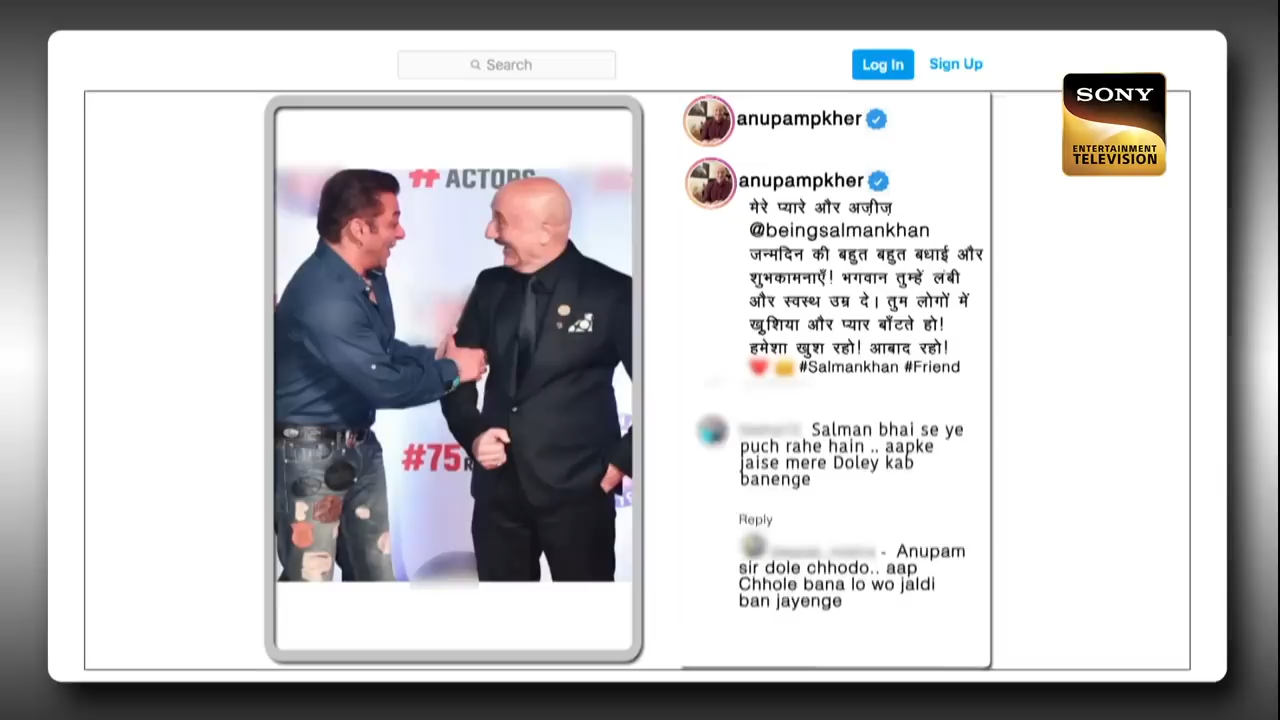 Search
Log In
Sign Up
SONY
ENTERTAINMENT
TELEVISION
# ACTORS
#75
anupampkher
anupampkher
मेरे प्यारे और अज़ीज़
@beingsalmankhan
जन्मदिन की बहुत बहुत बधाई और
शुभकामनाएँ! भगवान तुम्हें लंबी
और स्वस्थ उम्र दे। तुम लोगों में
खुशिया और प्यार बाँटते हो!
हमेशा खुश रहो! आबाद रहो!
#Salmankhan #Friend
Salman bhai se ye
puch rahe hain .. aapke
jaise mere Doley kab
banenge
Reply
- Anupam
sir dole chhodo.. aap
Chhole bana lo wo jaldi
ban jayenge